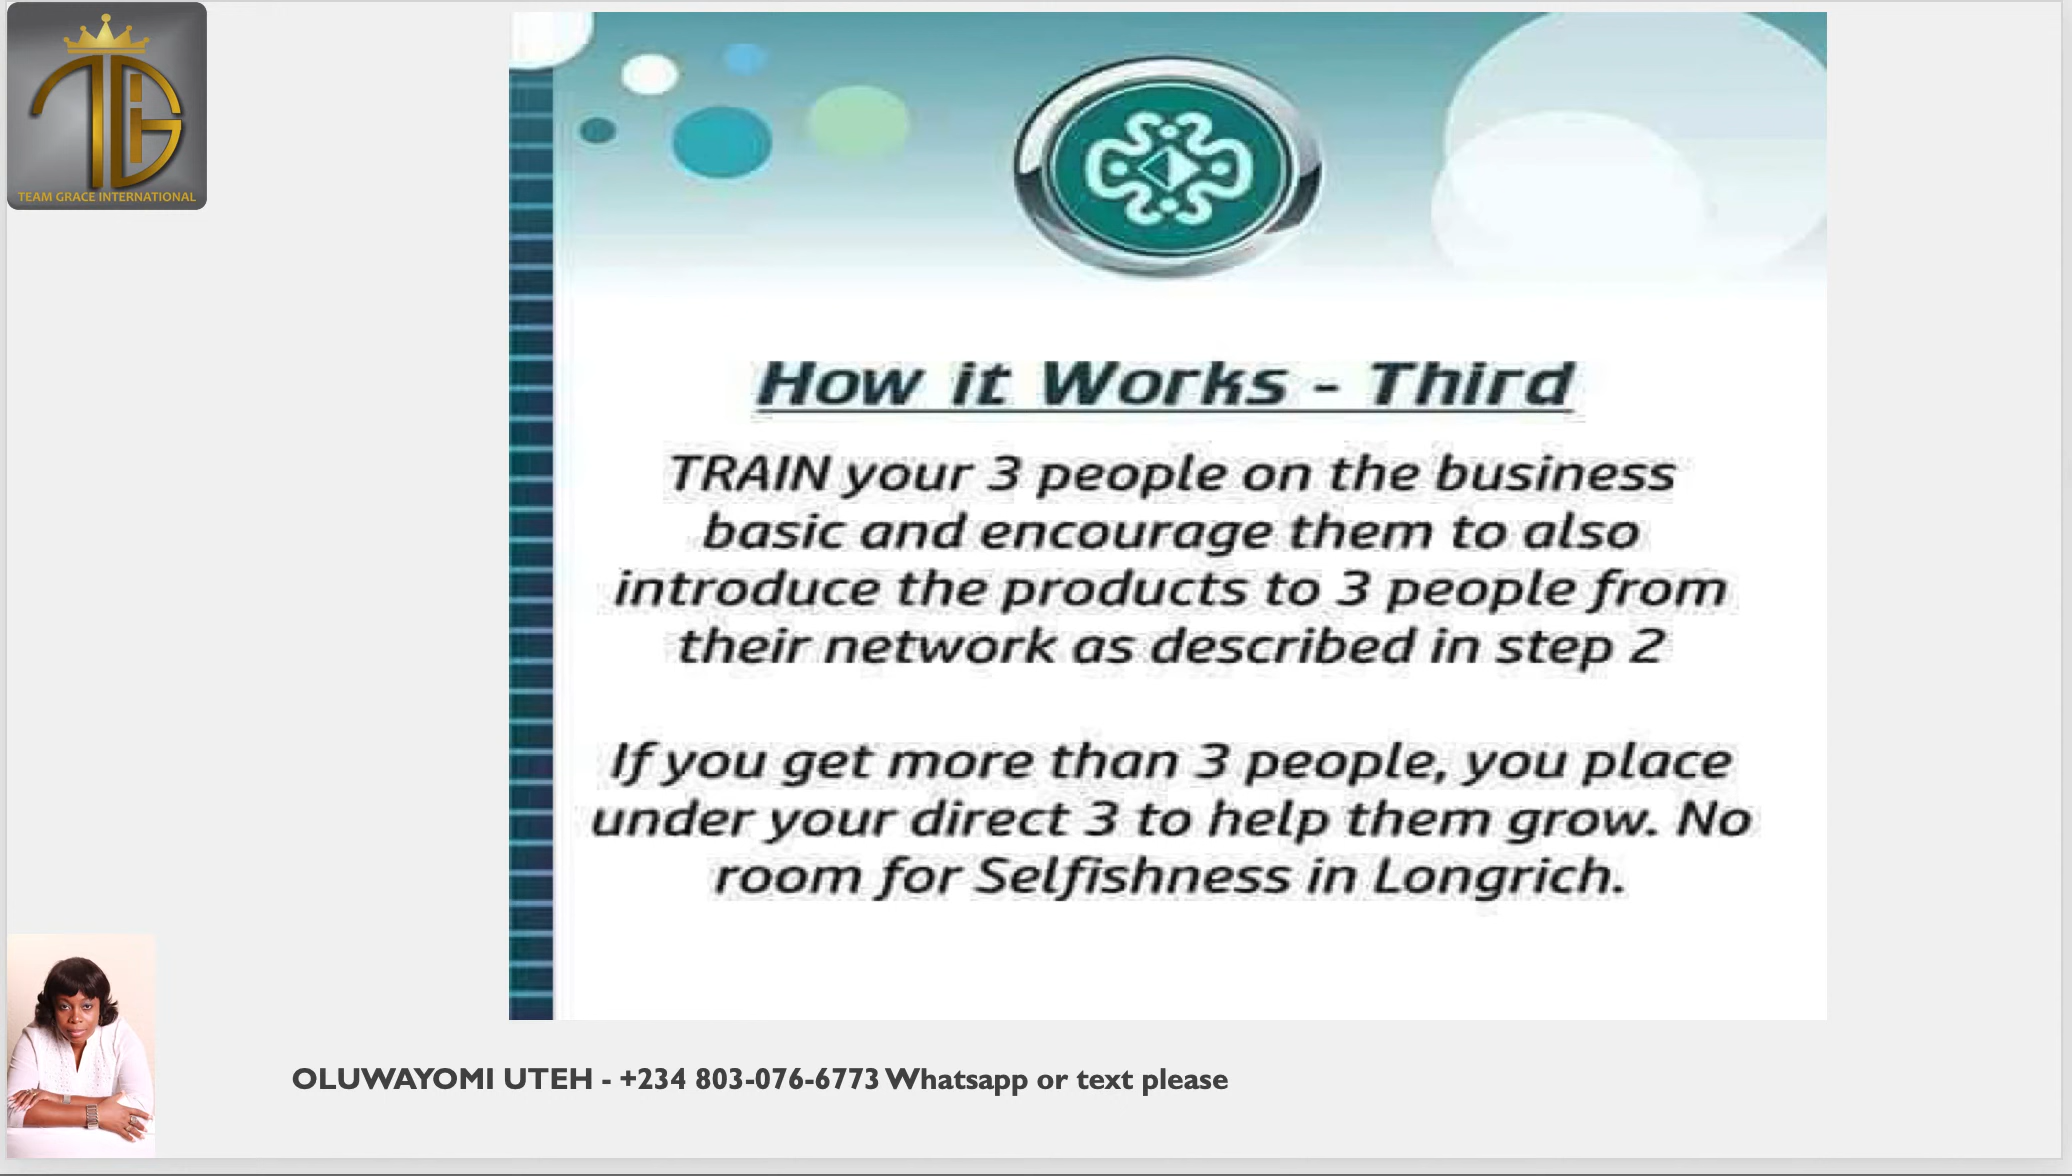 TEAM GRACE INTERNATIONAL
How it Works - Third
TRAIN your 3 people on the business
basic and encourage them to also
introduce the products to 3 people from
their network as described in step 2
If you get more than 3 people, you place
under your direct 3 to help them grow. No
room for Selfishness in Longrich.
OLUWAYOMI UTEH - +234 803-076-6773 Whatsapp or text please